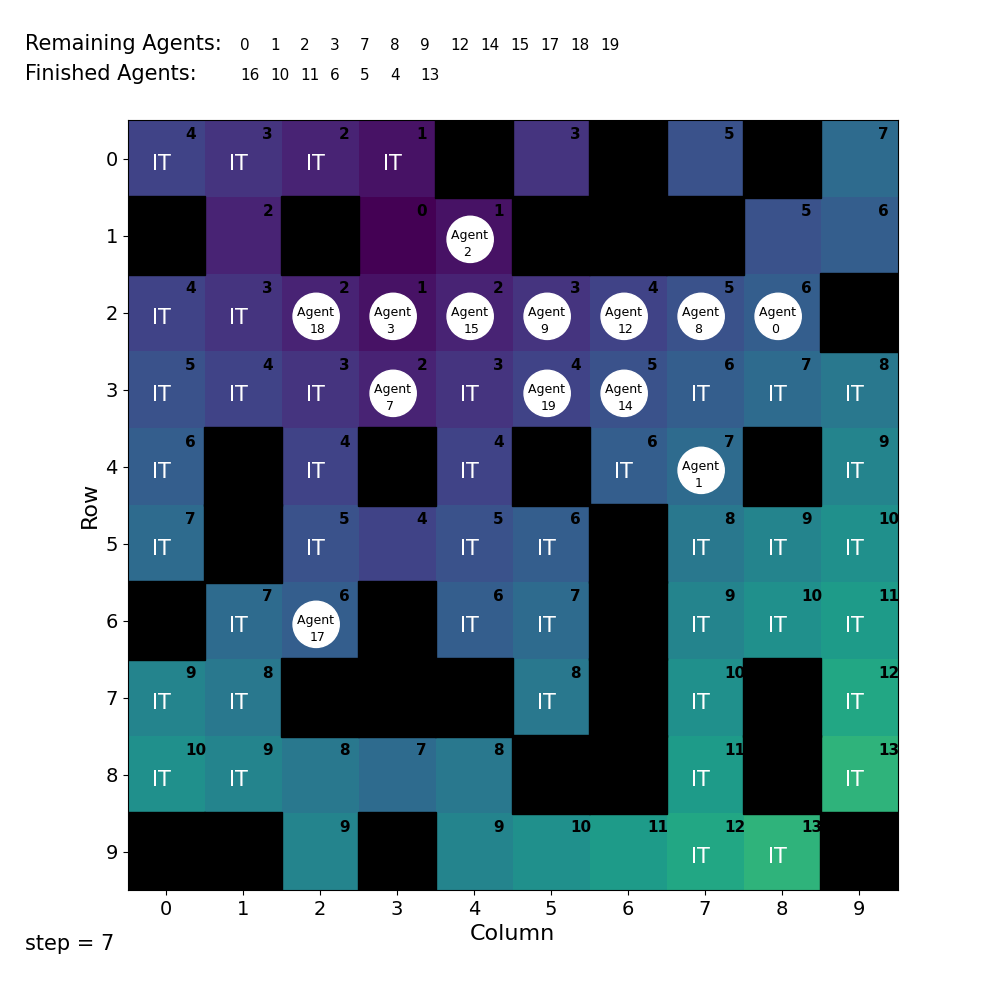 Remaining Agents: 0 1 2 3 7 8 9 12 14 15 17 18 19
Finished Agents: 16 10 11 6 5 4 13
4 3 2 1 3 5 7
0 IT IT IT IT
2 0 1 5 6
1 Agent 2
4 3 2 1 2 3 4 5 6
2 IT IT Agent 18 Agent 3 Agent 15 Agent 9 Agent 12 Agent 8 Agent 0
5 4 3 2 3 4 5 6 7 8
3 IT IT IT Agent 7 IT Agent 19 Agent 14 IT IT IT
6 4 4 6 7 9
4 IT IT IT IT Agent 1 IT
7 5 4 5 6 8 9 10
5 IT IT IT IT IT IT IT
7 6 6 7 9 10 11
6 IT Agent 17 IT IT IT IT IT
9 8 8 10 12
7 IT IT IT IT IT
10 9 8 7 8 11 13
8 IT IT IT IT
9 9 10 11 12 13
9 IT IT
0 1 2 3 4 5 6 7 8 9
Row
Column
step = 7